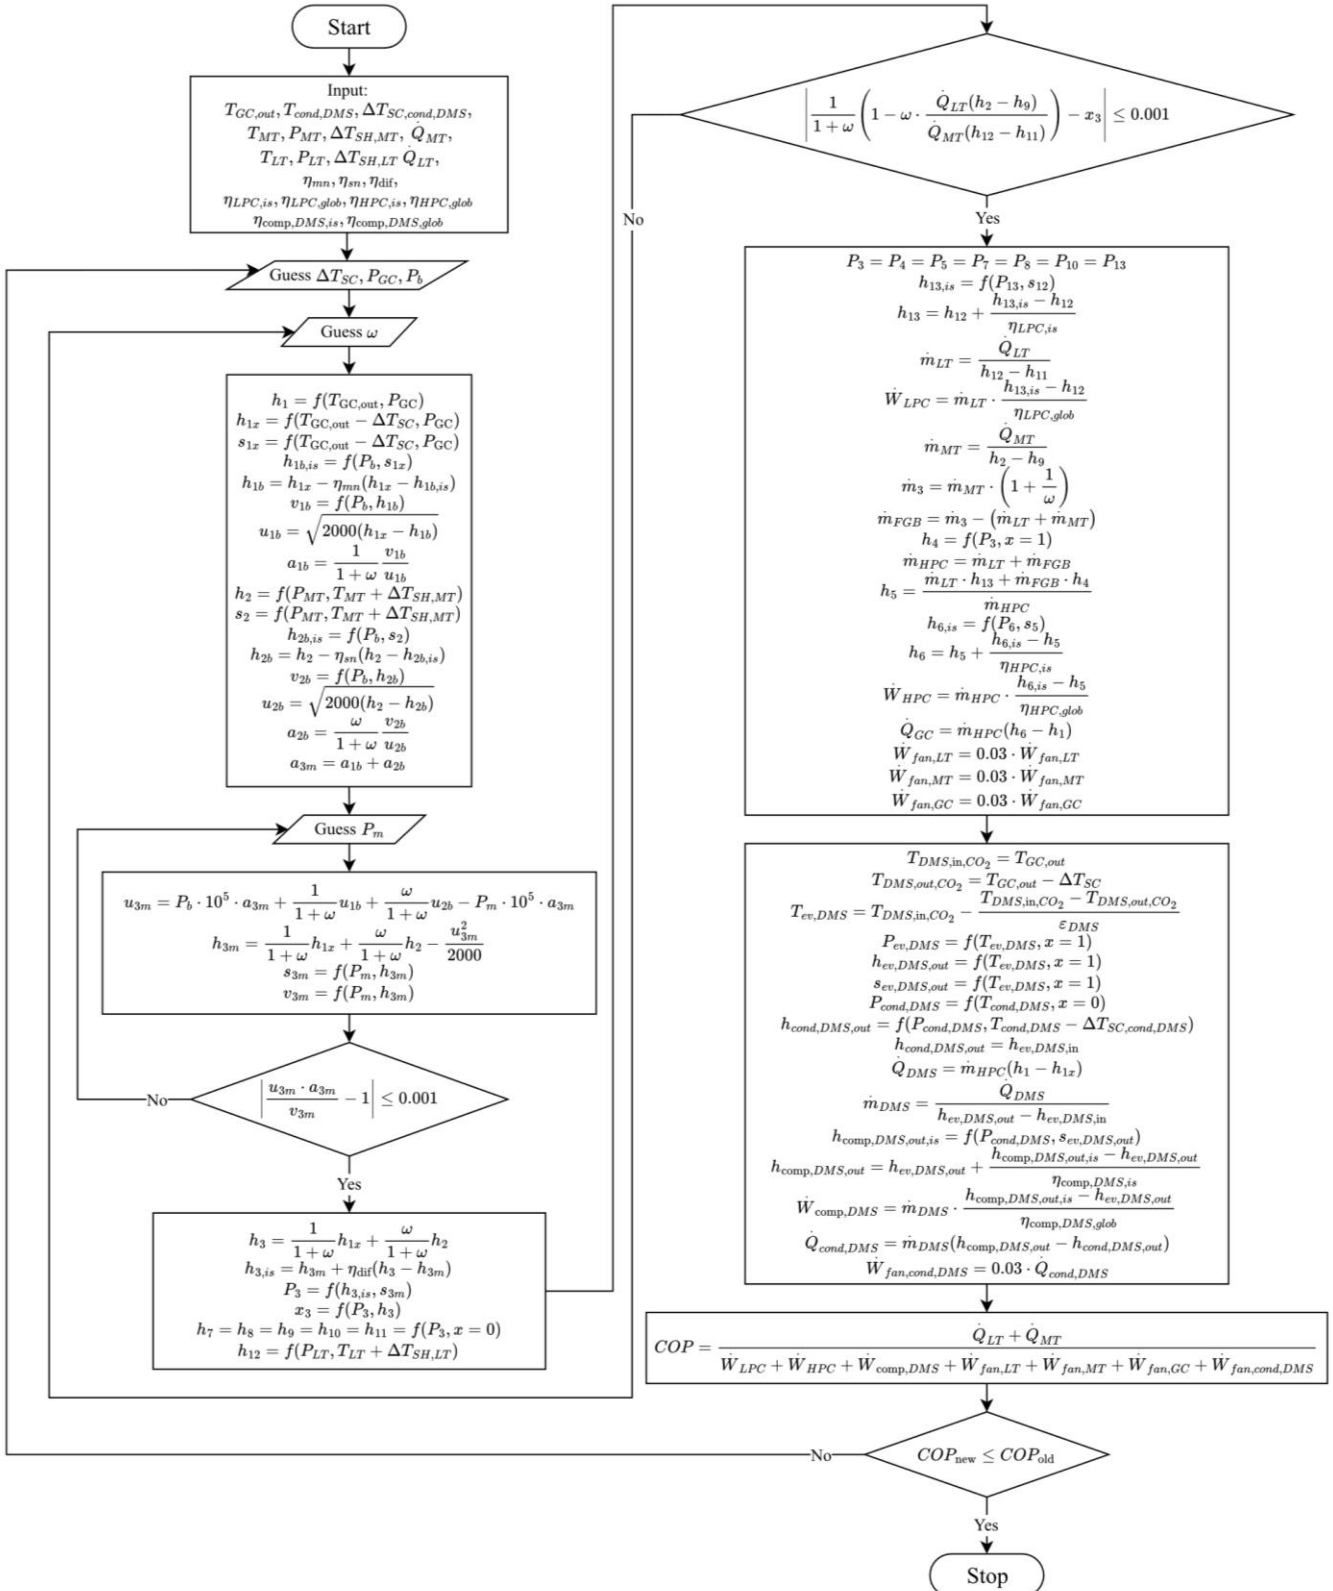 Start
Input:
T_{GC,out}, T_{cond,DMS}, ΔT_{SC,cond,DMS},
T_{MT}, P_{MT}, ΔT_{SH,MT}, Q̇_{MT},
T_{LT}, P_{LT}, ΔT_{SH,LT} Q̇_{LT},
η_{mn}, η_{sn}, η_{dif},
η_{LPC,is}, η_{LPC,glob}, η_{HPC,is}, η_{HPC,glob}
η_{comp,DMS,is}, η_{comp,DMS,glob}
Guess ΔT_{SC}, P_{GC}, P_b
Guess ω
h_1 = f(T_{GC,out}, P_{GC})
h_{1x} = f(T_{GC,out} − ΔT_{SC}, P_{GC})
s_{1x} = f(T_{GC,out} − ΔT_{SC}, P_{GC})
h_{1b,is} = f(P_b, s_{1x})
h_{1b} = h_{1x} − η_{mn}(h_{1x} − h_{1b,is})
v_{1b} = f(P_b, h_{1b})
u_{1b} = √(2000(h_{1x} − h_{1b}))
a_{1b} = \frac{1}{1 + ω} \frac{v_{1b}}{u_{1b}}
h_2 = f(P_{MT}, T_{MT} + ΔT_{SH,MT})
s_2 = f(P_{MT}, T_{MT} + ΔT_{SH,MT})
h_{2b,is} = f(P_b, s_2)
h_{2b} = h_2 − η_{sn}(h_2 − h_{2b,is})
v_{2b} = f(P_b, h_{2b})
u_{2b} = √(2000(h_2 − h_{2b}))
a_{2b} = \frac{ω}{1 + ω} \frac{v_{2b}}{u_{2b}}
a_{3m} = a_{1b} + a_{2b}
Guess P_m
u_{3m} = P_b · 10^5 · a_{3m} + \frac{1}{1 + ω} u_{1b} + \frac{ω}{1 + ω} u_{2b} − P_m · 10^5 · a_{3m}
h_{3m} = \frac{1}{1 + ω} h_{1x} + \frac{ω}{1 + ω} h_2 − \frac{u_{3m}^2}{2000}
s_{3m} = f(P_m, h_{3m})
v_{3m} = f(P_m, h_{3m})
|\frac{u_{3m} · a_{3m}}{v_{3m}} − 1| ≤ 0.001
No
Yes
h_3 = \frac{1}{1 + ω} h_{1x} + \frac{ω}{1 + ω} h_2
h_{3,is} = h_{3m} + η_{dif}(h_3 − h_{3m})
P_3 = f(h_{3,is}, s_{3m})
x_3 = f(P_3, h_3)
h_7 = h_8 = h_9 = h_{10} = h_{11} = f(P_3, x = 0)
h_{12} = f(P_{LT}, T_{LT} + ΔT_{SH,LT})
|\frac{1}{1 + ω} (1 − ω · \frac{Q̇_{LT}(h_2 − h_9)}{Q̇_{MT}(h_{12} − h_{11})}) − x_3| ≤ 0.001
No
Yes
P_3 = P_4 = P_5 = P_7 = P_8 = P_{10} = P_{13}
h_{13,is} = f(P_{13}, s_{12})
h_{13} = h_{12} + \frac{h_{13,is} − h_{12}}{η_{LPC,is}}
ṁ_{LT} = \frac{Q̇_{LT}}{h_{12} − h_{11}}
Ẇ_{LPC} = ṁ_{LT} · \frac{h_{13,is} − h_{12}}{η_{LPC,glob}}
ṁ_{MT} = \frac{Q̇_{MT}}{h_2 − h_9}
ṁ_3 = ṁ_{MT} · (1 + \frac{1}{ω})
ṁ_{FGB} = ṁ_3 − (ṁ_{LT} + ṁ_{MT})
h_4 = f(P_3, x = 1)
ṁ_{HPC} = ṁ_{LT} + ṁ_{FGB}
h_5 = \frac{ṁ_{LT} · h_{13} + ṁ_{FGB} · h_4}{ṁ_{HPC}}
h_{6,is} = f(P_6, s_5)
h_6 = h_5 + \frac{h_{6,is} − h_5}{η_{HPC,is}}
Ẇ_{HPC} = ṁ_{HPC} · \frac{h_{6,is} − h_5}{η_{HPC,glob}}
Q̇_{GC} = ṁ_{HPC}(h_6 − h_1)
Ẇ_{fan,LT} = 0.03 · Ẇ_{fan,LT}
Ẇ_{fan,MT} = 0.03 · Ẇ_{fan,MT}
Ẇ_{fan,GC} = 0.03 · Ẇ_{fan,GC}
T_{DMS,in,CO_2} = T_{GC,out}
T_{DMS,out,CO_2} = T_{GC,out} − ΔT_{SC}
T_{ev,DMS} = T_{DMS,in,CO_2} − \frac{T_{DMS,in,CO_2} − T_{DMS,out,CO_2}}{ε_{DMS}}
P_{ev,DMS} = f(T_{ev,DMS}, x = 1)
h_{ev,DMS,out} = f(T_{ev,DMS}, x = 1)
s_{ev,DMS,out} = f(T_{ev,DMS}, x = 1)
P_{cond,DMS} = f(T_{cond,DMS}, x = 0)
h_{cond,DMS,out} = f(P_{cond,DMS}, T_{cond,DMS} − ΔT_{SC,cond,DMS})
h_{cond,DMS,out} = h_{ev,DMS,in}
Q̇_{DMS} = ṁ_{HPC}(h_1 − h_{1x})
ṁ_{DMS} = \frac{Q̇_{DMS}}{h_{ev,DMS,out} − h_{ev,DMS,in}}
h_{comp,DMS,out,is} = f(P_{cond,DMS}, s_{ev,DMS,out})
h_{comp,DMS,out} = h_{ev,DMS,out} + \frac{h_{comp,DMS,out,is} − h_{ev,DMS,out}}{η_{comp,DMS,is}}
Ẇ_{comp,DMS} = ṁ_{DMS} · \frac{h_{comp,DMS,out,is} − h_{ev,DMS,out}}{η_{comp,DMS,glob}}
Q̇_{cond,DMS} = ṁ_{DMS}(h_{comp,DMS,out} − h_{cond,DMS,out})
Ẇ_{fan,cond,DMS} = 0.03 · Q̇_{cond,DMS}
COP = \frac{Q̇_{LT} + Q̇_{MT}}{Ẇ_{LPC} + Ẇ_{HPC} + Ẇ_{comp,DMS} + Ẇ_{fan,LT} + Ẇ_{fan,MT} + Ẇ_{fan,GC} + Ẇ_{fan,cond,DMS}}
COP_{new} ≤ COP_{old}
No
Yes
Stop